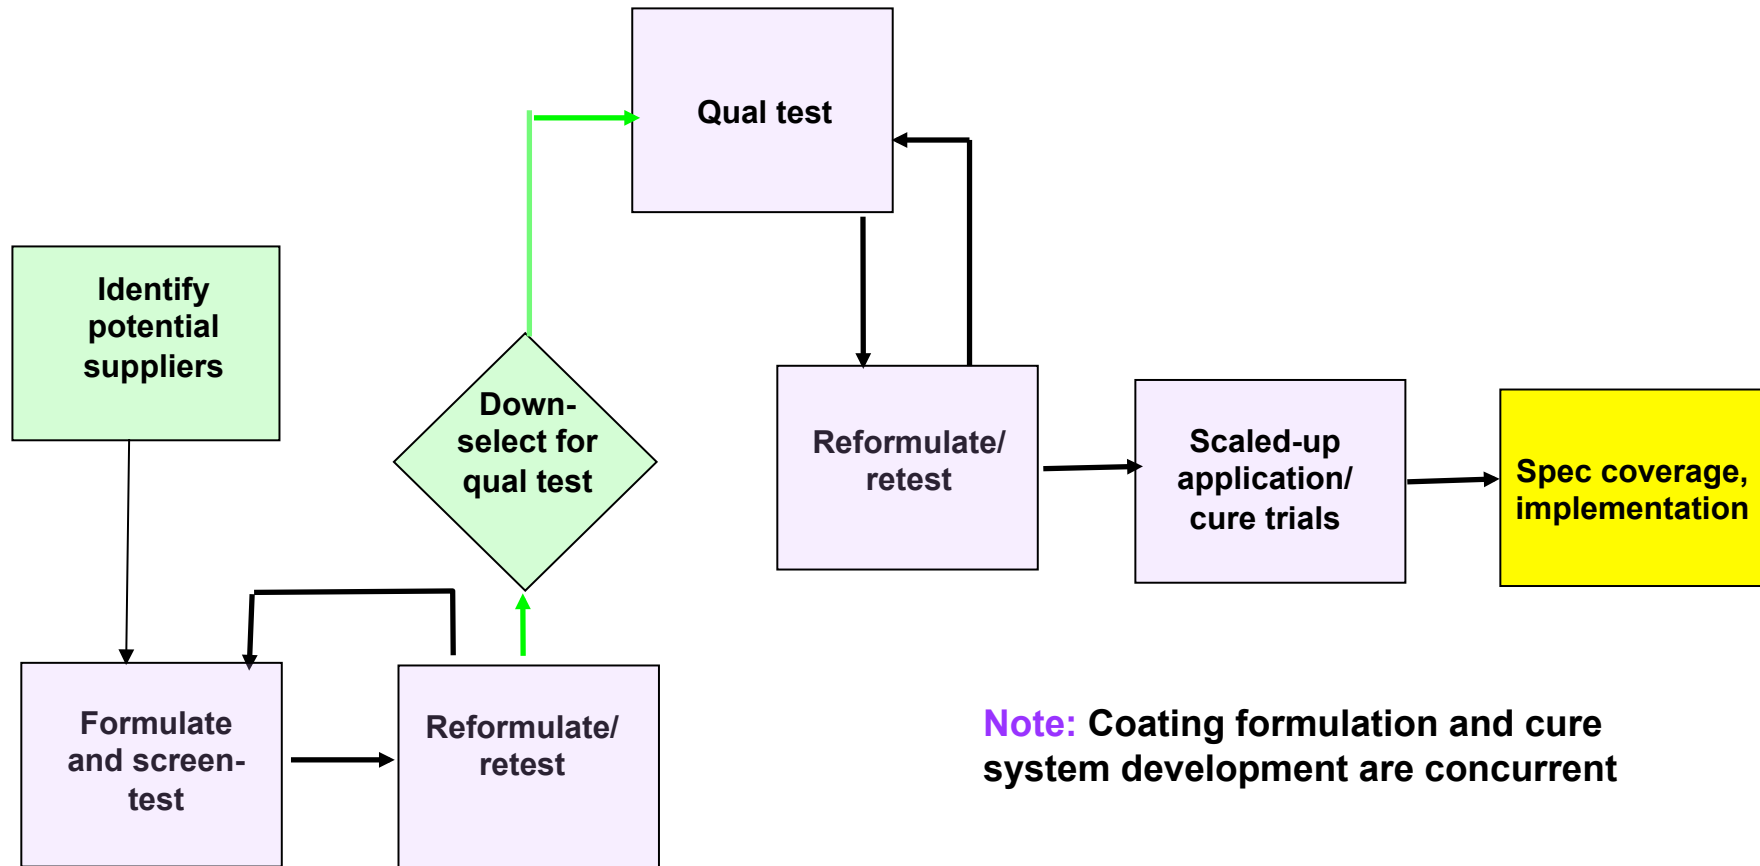 Qual test
Identify
potential
suppliers
Down-
select for
qual test
Reformulate/
retest
Scaled-up
application/
cure trials
Spec coverage,
implementation
Formulate
and screen-
test
Reformulate/
retest
Note: Coating formulation and cure
system development are concurrent